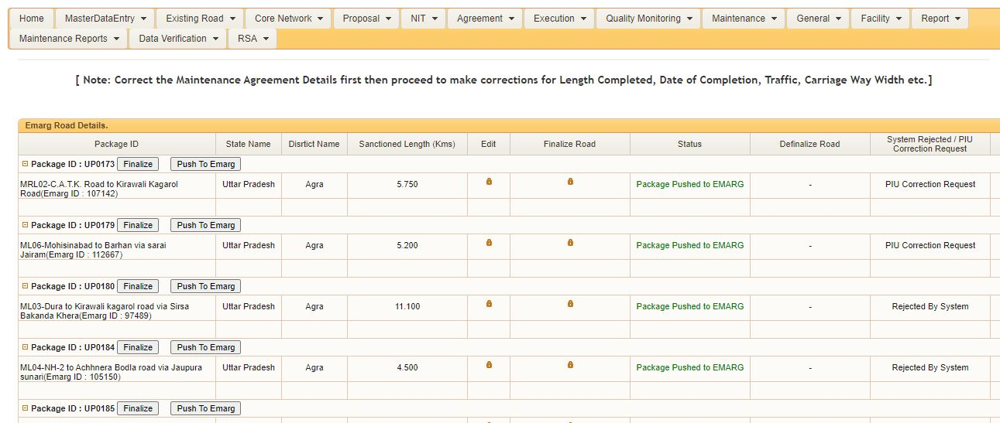 Home MasterDataEntry Existing Road Core Network Proposal NIT Agreement Execution Quality Monitoring Maintenance General Facility Report
Maintenance Reports Data Verification RSA
[ Note: Correct the Maintenance Agreement Details first then proceed to make corrections for Length Completed, Date of Completion, Traffic, Carriage Way Width etc.]
Emarg Road Details.
Package ID State Name Disrtict Name Sanctioned Length (Kms) Edit Finalize Road Status Definalize Road System Rejected / PIU
Correction Request
Package ID : UP0173 Finalize Push To Emarg
MRL02-C.A.T.K. Road to Kirawali Kagarol Uttar Pradesh Agra 5.750 Package Pushed to EMARG - PIU Correction Request
Road(Emarg ID : 107142)
Package ID : UP0179 Finalize Push To Emarg
ML06-Mohisinabad to Barhan via sarai Uttar Pradesh Agra 5.200 Package Pushed to EMARG - PIU Correction Request
Jairam(Emarg ID : 112667)
Package ID : UP0180 Finalize Push To Emarg
ML03-Dura to Kirawali kagarol road via Sirsa Uttar Pradesh Agra 11.100 Package Pushed to EMARG - Rejected By System
Bakanda Khera(Emarg ID : 97489)
Package ID : UP0184 Finalize Push To Emarg
ML04-NH-2 to Achhnera Bodla road via Jaupura Uttar Pradesh Agra 4.500 Package Pushed to EMARG - Rejected By System
sunari(Emarg ID : 105150)
Package ID : UP0185 Finalize Push To Emarg